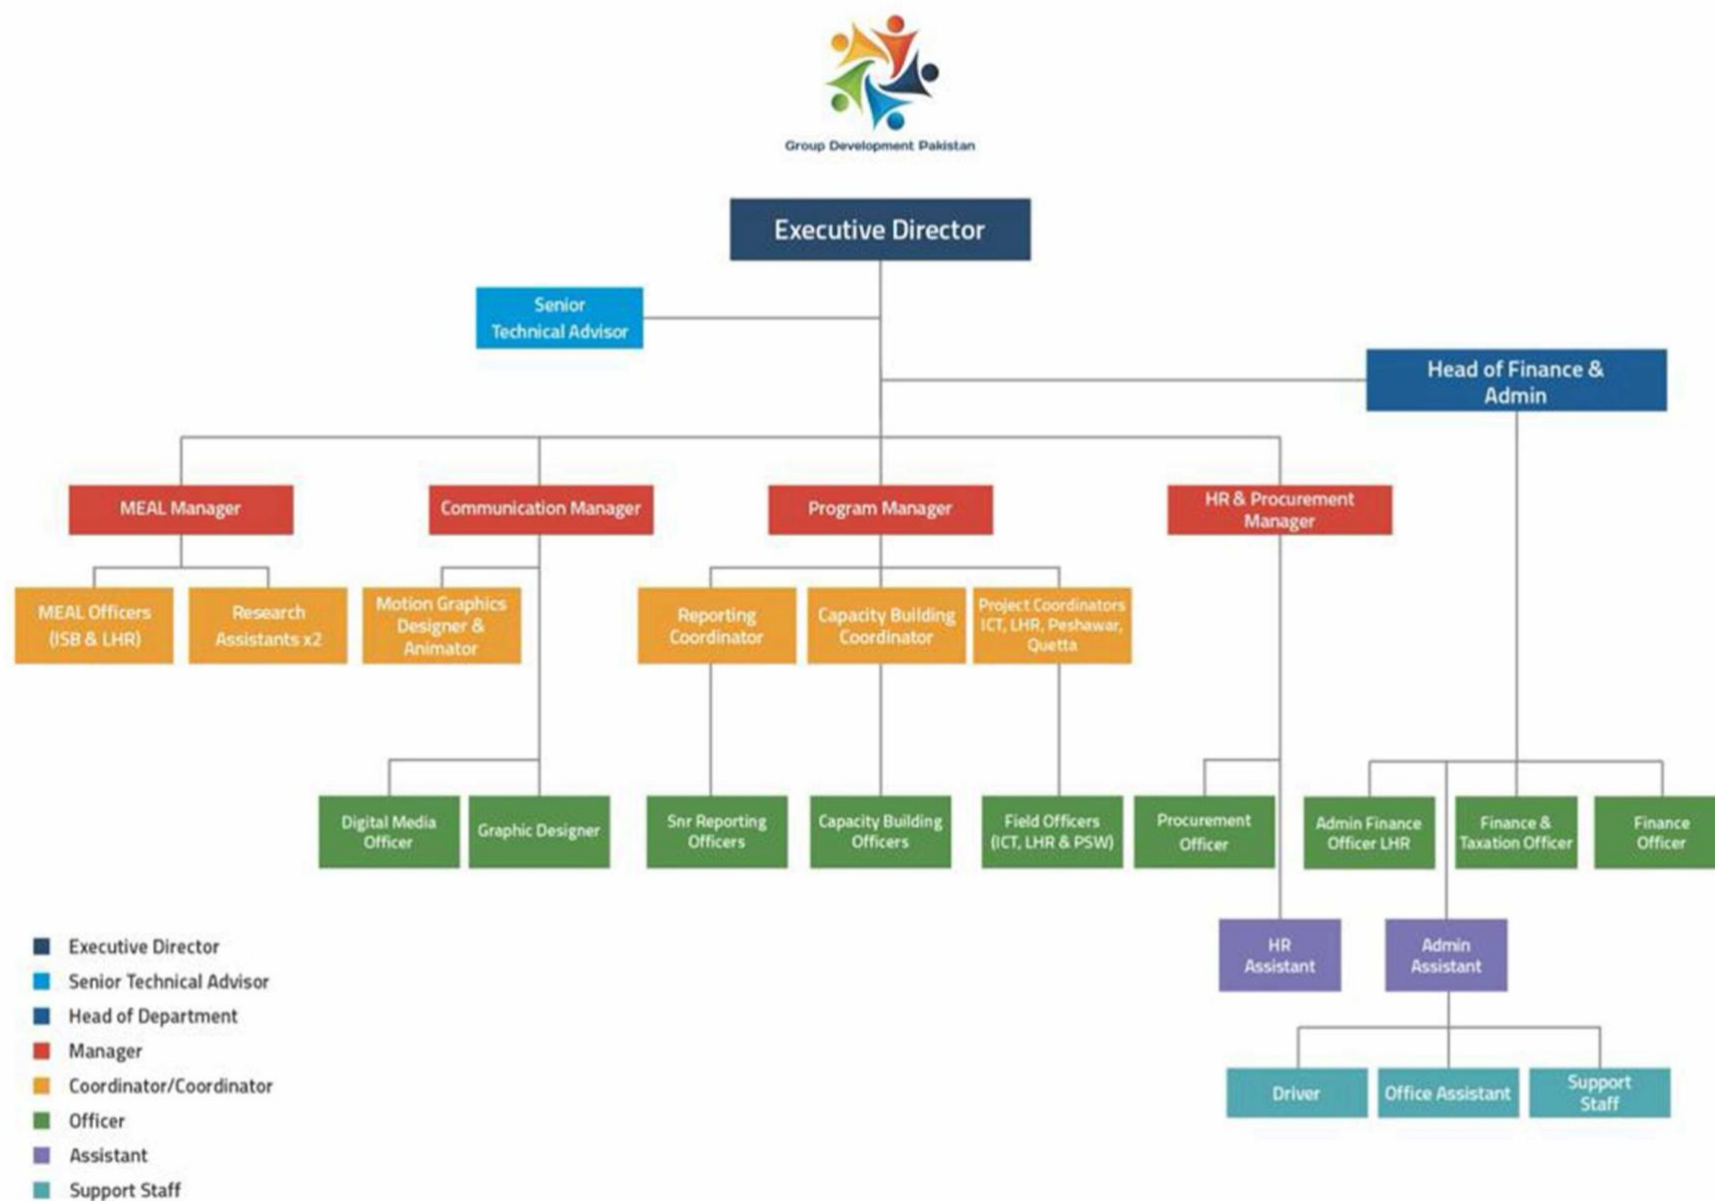 Group Development Pakistan
Executive Director
Senior
Technical Advisor
Head of Finance &
Admin
MEAL Manager
Communication Manager
Program Manager
HR & Procurement
Manager
MEAL Officers
(ISB & LHR)
Research
Assistants x2
Motion Graphics
Designer &
Animator
Reporting
Coordinator
Capacity Building
Coordinator
Project Coordinators
ICT, LHR, Peshawar,
Quetta
Digital Media
Officer
Graphic Designer
Snr Reporting
Officers
Capacity Building
Officers
Field Officers
(ICT, LHR & PSW)
Procurement
Officer
Admin Finance
Officer LHR
Finance &
Taxation Officer
Finance
Officer
HR
Assistant
Admin
Assistant
Driver
Office Assistant
Support
Staff
Executive Director
Senior Technical Advisor
Head of Department
Manager
Coordinator/Coordinator
Officer
Assistant
Support Staff